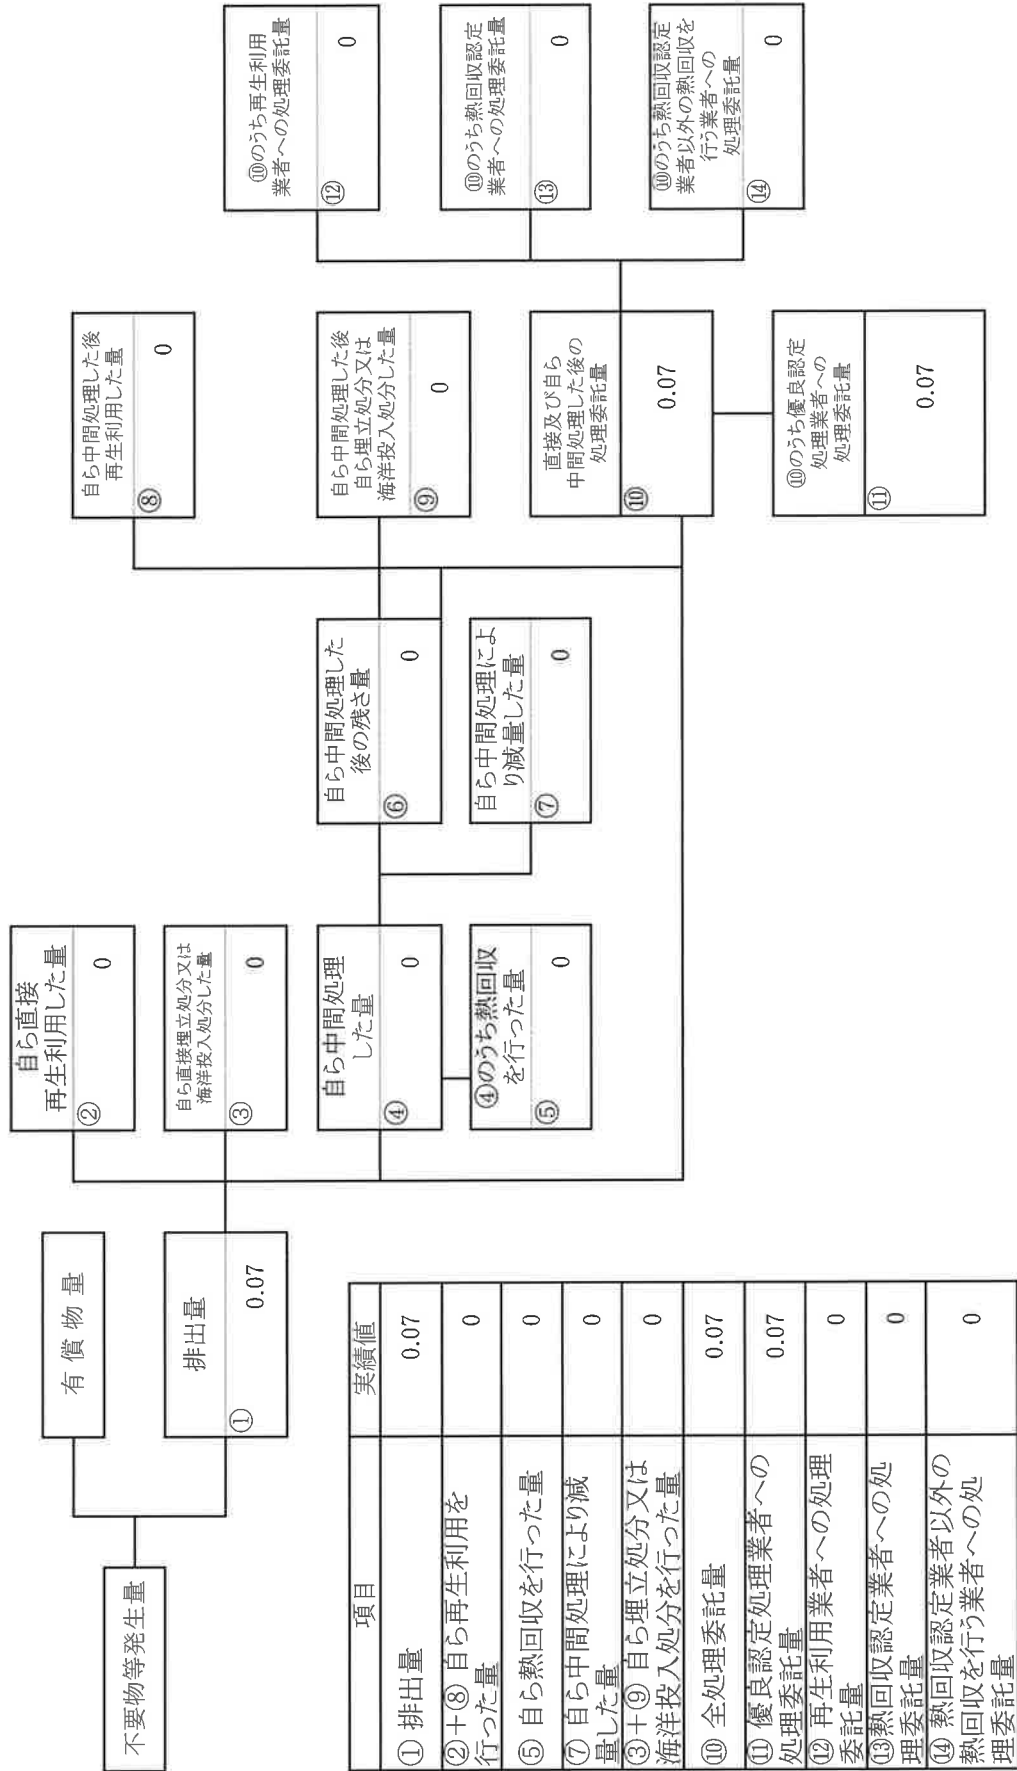 不要物等発生量
有償物量
排出量
① 0.07
自ら直接
再生利用した量
② 0
自ら直接埋立処分又は
海洋投入処分した量
③ 0
自ら中間処理
した量
④ 0
④のうち熱回収
を行った量
⑤ 0
自ら中間処理した
後の残さ量
⑥ 0
自ら中間処理によ
り減量した量
⑦ 0
自ら中間処理した後
再生利用した量
⑧ 0
自ら中間処理した後
自ら埋立処分又は
海洋投入処分した量
⑨ 0
直接及び自ら
中間処理した後の
処理委託量
⑩ 0.07
⑩のうち優良認定
処理業者への
処理委託量
⑪ 0.07
⑩のうち再生利用
業者への処理委託量
⑫ 0
⑩のうち熱回収認定
業者への処理委託量
⑬ 0
⑩のうち熱回収認定
業者以外の熱回収を
行う業者への
処理委託量
⑭ 0
項目 実績値
① 排出量 0.07
②+⑧ 自ら再生利用を
行った量 0
⑤ 自ら熱回収を行った量 0
⑦ 自ら中間処理により減
量した量 0
③+⑨ 自ら埋立処分又は
海洋投入処分を行った量 0
⑩ 全処理委託量 0.07
⑪ 優良認定処理業者への
処理委託量 0.07
⑫ 再生利用業者への処理
委託量 0
⑬熱回収認定業者への処
理委託量 0
⑭ 熱回収認定業者以外の
熱回収を行う業者への処
理委託量 0